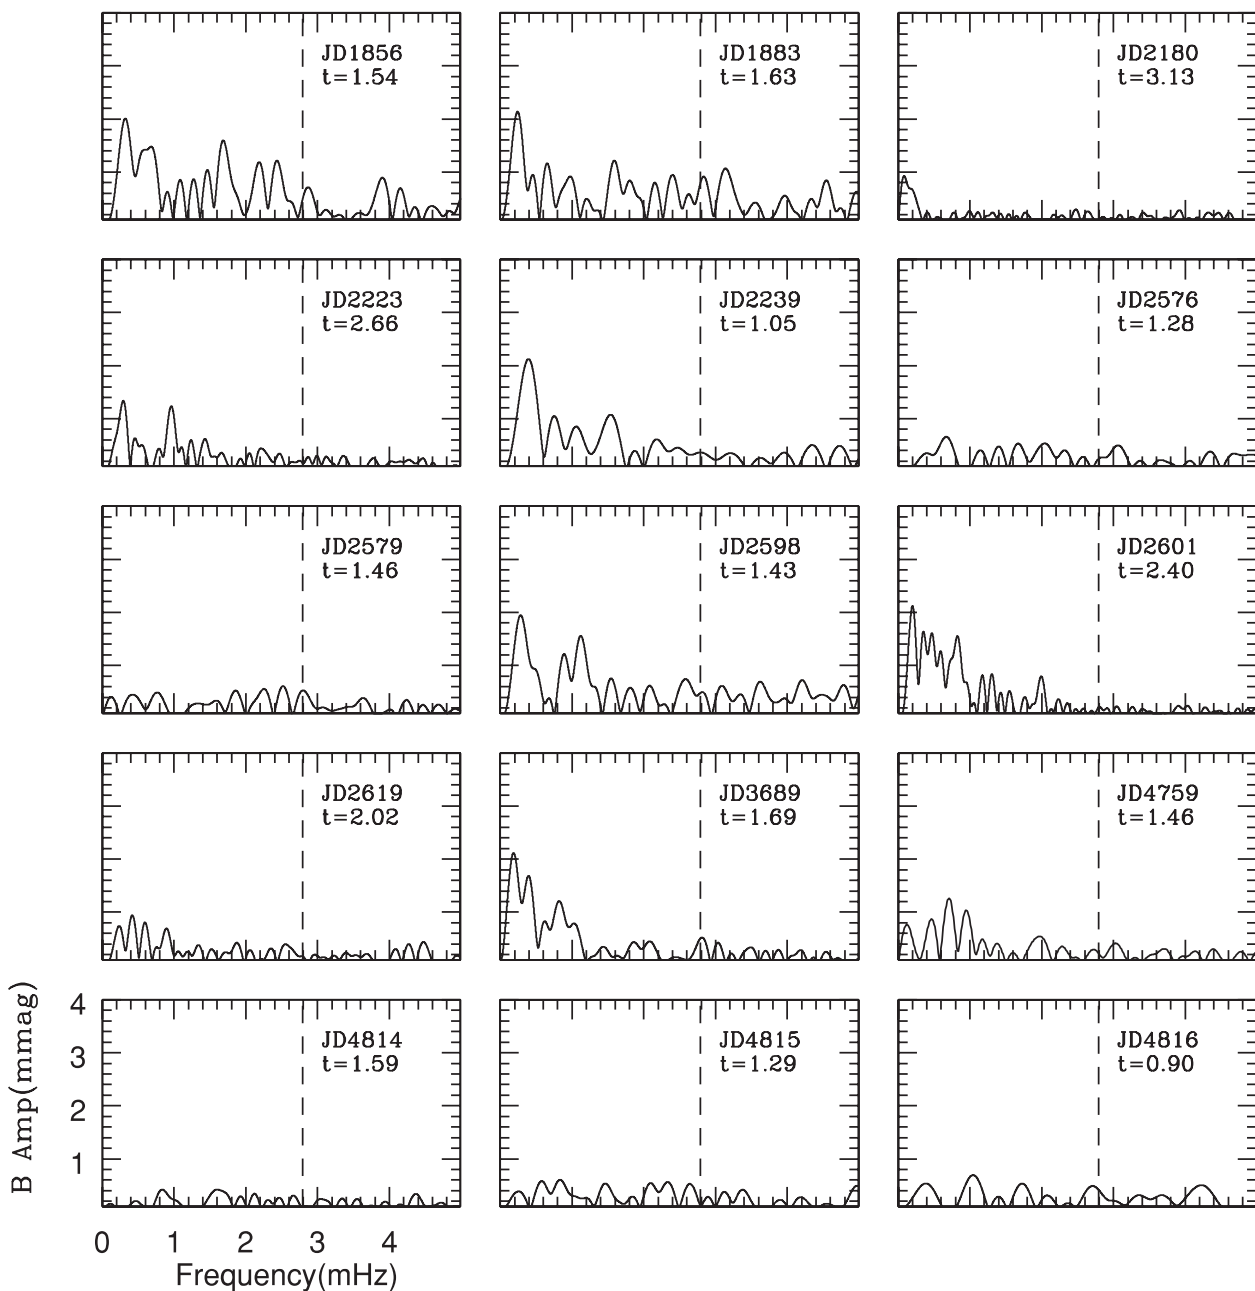 JD1856
t=1.54
JD1883
t=1.63
JD2180
t=3.13
JD2223
t=2.66
JD2239
t=1.05
JD2576
t=1.28
JD2579
t=1.46
JD2598
t=1.43
JD2601
t=2.40
JD2619
t=2.02
JD3689
t=1.69
JD4759
t=1.46
JD4814
t=1.59
JD4815
t=1.29
JD4816
t=0.90
B Amp(mmag)
4
3
2
1
0 1 2 3 4
Frequency(mHz)